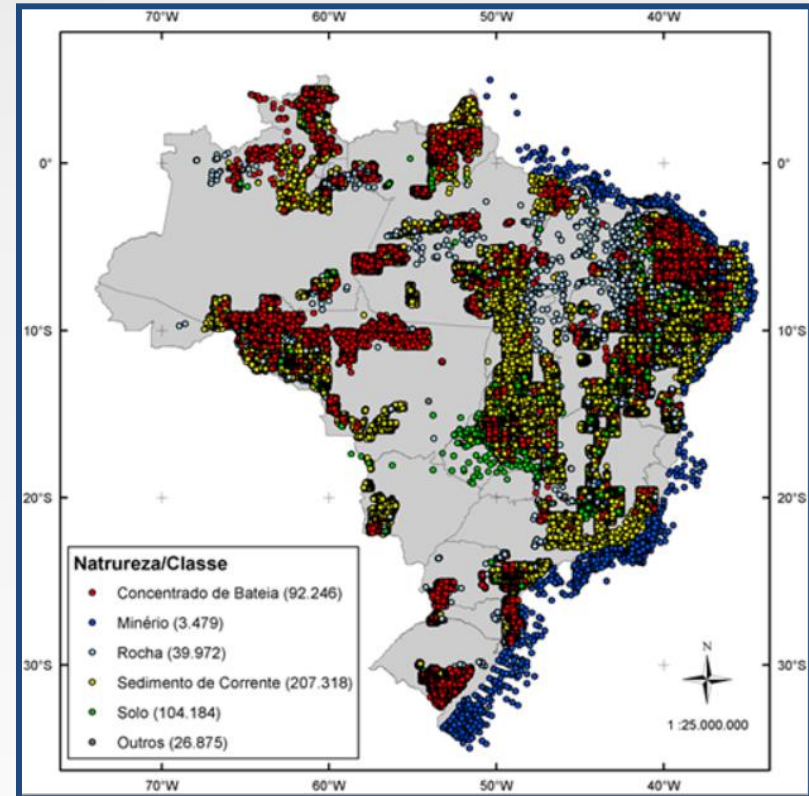 70°W 60°W 50°W 40°W
0° 0°
10°S 10°S
20°S 20°S
30°S 30°S
Natrureza/Classe
Concentrado de Bateia (92.246)
Minério (3.479)
Rocha (39.972)
Sedimento de Corrente (207.318)
Solo (104.184)
Outros (26.875)
N
1 :25.000.000
70°W 60°W 50°W 40°W